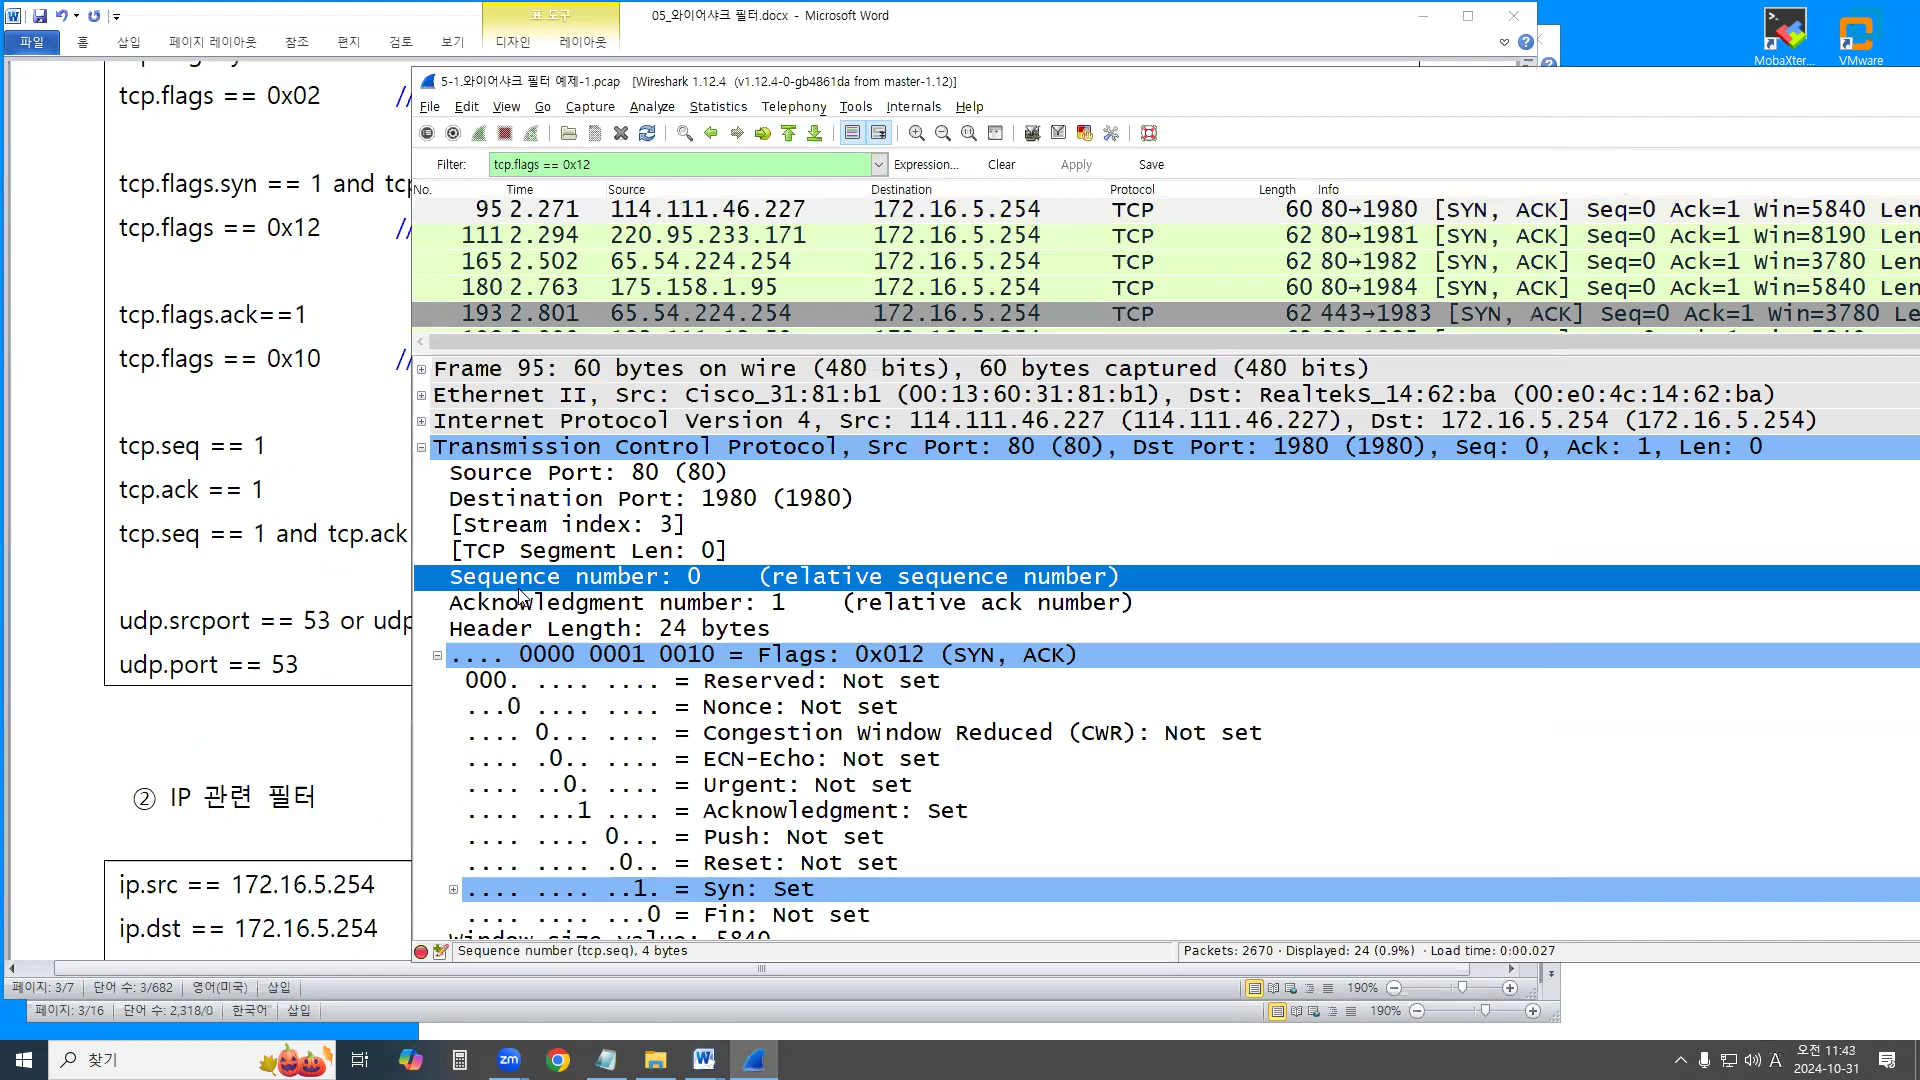 05_와이어샤크 필터.docx - Microsoft Word
표 도구
파일 홈 삽입 페이지 레이아웃 참조 편지 검토 보기 디자인 레이아웃
MobaXter...
VMware
tcp.flags == 0x02 //
tcp.flags.syn == 1 and tcp
tcp.flags == 0x12 //
tcp.flags.ack==1
tcp.flags == 0x10 //
tcp.seq == 1
tcp.ack == 1
tcp.seq == 1 and tcp.ack
udp.srcport == 53 or udp
udp.port == 53
② IP 관련 필터
ip.src == 172.16.5.254
ip.dst == 172.16.5.254
5-1.와이어샤크 필터 예제-1.pcap [Wireshark 1.12.4 (v1.12.4-0-gb4861da from master-1.12)]
File Edit View Go Capture Analyze Statistics Telephony Tools Internals Help
Filter: tcp.flags == 0x12 Expression... Clear Apply Save
No. Time Source Destination Protocol Length Info
95 2.271 114.111.46.227 172.16.5.254 TCP 60 80→1980 [SYN, ACK] Seq=0 Ack=1 Win=5840 Len
111 2.294 220.95.233.171 172.16.5.254 TCP 62 80→1981 [SYN, ACK] Seq=0 Ack=1 Win=8190 Len
165 2.502 65.54.224.254 172.16.5.254 TCP 62 80→1982 [SYN, ACK] Seq=0 Ack=1 Win=3780 Len
180 2.763 175.158.1.95 172.16.5.254 TCP 60 80→1984 [SYN, ACK] Seq=0 Ack=1 Win=5840 Len
193 2.801 65.54.224.254 172.16.5.254 TCP 62 443→1983 [SYN, ACK] Seq=0 Ack=1 Win=3780 Le
Frame 95: 60 bytes on wire (480 bits), 60 bytes captured (480 bits)
Ethernet II, Src: Cisco_31:81:b1 (00:13:60:31:81:b1), Dst: RealtekS_14:62:ba (00:e0:4c:14:62:ba)
Internet Protocol Version 4, Src: 114.111.46.227 (114.111.46.227), Dst: 172.16.5.254 (172.16.5.254)
Transmission Control Protocol, Src Port: 80 (80), Dst Port: 1980 (1980), Seq: 0, Ack: 1, Len: 0
Source Port: 80 (80)
Destination Port: 1980 (1980)
[Stream index: 3]
[TCP Segment Len: 0]
Sequence number: 0 (relative sequence number)
Acknowledgment number: 1 (relative ack number)
Header Length: 24 bytes
.... 0000 0001 0010 = Flags: 0x012 (SYN, ACK)
000. .... .... = Reserved: Not set
...0 .... .... = Nonce: Not set
.... 0... .... = Congestion Window Reduced (CWR): Not set
.... .0.. .... = ECN-Echo: Not set
.... ..0. .... = Urgent: Not set
.... ...1 .... = Acknowledgment: Set
.... .... 0... = Push: Not set
.... .... .0.. = Reset: Not set
.... .... ..1. = Syn: Set
.... .... ...0 = Fin: Not set
Window size value: 5840
Sequence number (tcp.seq), 4 bytes Packets: 2670 · Displayed: 24 (0.9%) · Load time: 0:00.027
페이지: 3/7 단어 수: 3/682 영어(미국) 삽입 190%
페이지: 3/16 단어 수: 2,318/0 한국어 삽입 190%
찾기
zm
A
오전 11:43
2024-10-31